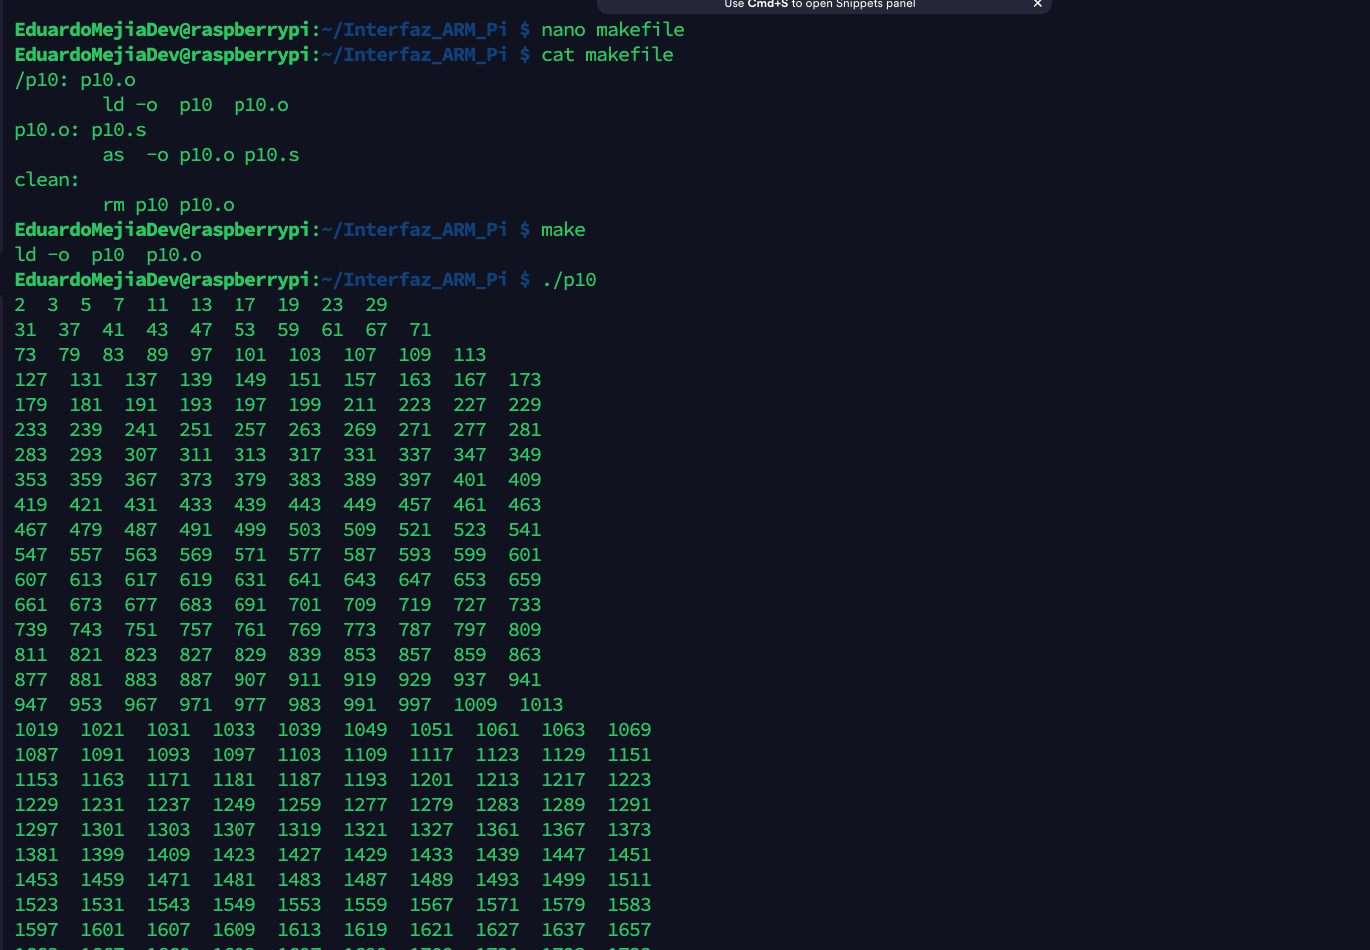 Use Cmd+S to open Snippets panel ×
EduardoMejiaDev@raspberrypi:~/Interfaz_ARM_Pi $ nano makefile
EduardoMejiaDev@raspberrypi:~/Interfaz_ARM_Pi $ cat makefile
/p10: p10.o
        ld -o  p10  p10.o
p10.o: p10.s
        as  -o p10.o p10.s
clean:
        rm p10 p10.o
EduardoMejiaDev@raspberrypi:~/Interfaz_ARM_Pi $ make
ld -o  p10  p10.o
EduardoMejiaDev@raspberrypi:~/Interfaz_ARM_Pi $ ./p10
2  3  5  7  11  13  17  19  23  29
31  37  41  43  47  53  59  61  67  71
73  79  83  89  97  101  103  107  109  113
127  131  137  139  149  151  157  163  167  173
179  181  191  193  197  199  211  223  227  229
233  239  241  251  257  263  269  271  277  281
283  293  307  311  313  317  331  337  347  349
353  359  367  373  379  383  389  397  401  409
419  421  431  433  439  443  449  457  461  463
467  479  487  491  499  503  509  521  523  541
547  557  563  569  571  577  587  593  599  601
607  613  617  619  631  641  643  647  653  659
661  673  677  683  691  701  709  719  727  733
739  743  751  757  761  769  773  787  797  809
811  821  823  827  829  839  853  857  859  863
877  881  883  887  907  911  919  929  937  941
947  953  967  971  977  983  991  997  1009  1013
1019  1021  1031  1033  1039  1049  1051  1061  1063  1069
1087  1091  1093  1097  1103  1109  1117  1123  1129  1151
1153  1163  1171  1181  1187  1193  1201  1213  1217  1223
1229  1231  1237  1249  1259  1277  1279  1283  1289  1291
1297  1301  1303  1307  1319  1321  1327  1361  1367  1373
1381  1399  1409  1423  1427  1429  1433  1439  1447  1451
1453  1459  1471  1481  1483  1487  1489  1493  1499  1511
1523  1531  1543  1549  1553  1559  1567  1571  1579  1583
1597  1601  1607  1609  1613  1619  1621  1627  1637  1657